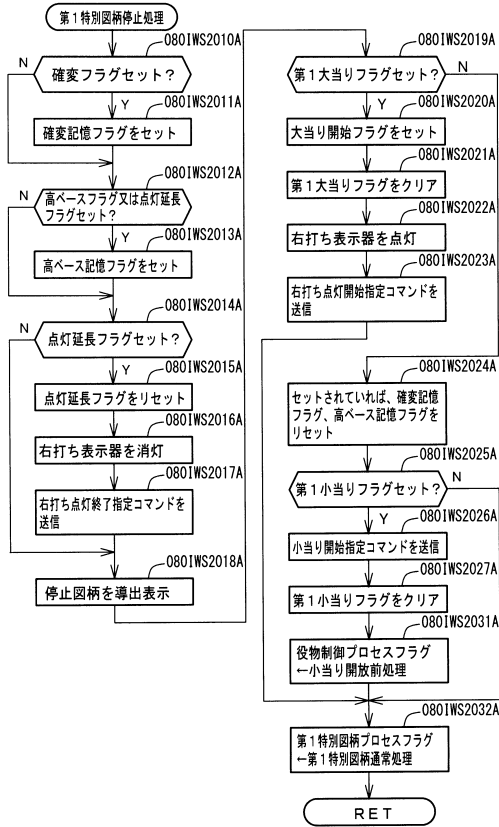 第1特別図柄停止処理
080IWS2010A
確変フラグセット?
N
Y
080IWS2011A
確変記憶フラグをセット
080IWS2012A
高ベースフラグ又は点灯延長
フラグセット?
N
Y
080IWS2013A
高ベース記憶フラグをセット
080IWS2014A
N
点灯延長フラグセット?
Y
080IWS2015A
点灯延長フラグをリセット
080IWS2016A
右打ち表示器を消灯
080IWS2017A
右打ち点灯終了指定コマンドを
送信
080IWS2018A
停止図柄を導出表示
080IWS2019A
第1大当りフラグセット?
N
Y
080IWS2020A
大当り開始フラグをセット
080IWS2021A
第1大当りフラグをクリア
080IWS2022A
右打ち表示器を点灯
080IWS2023A
右打ち点灯開始指定コマンドを
送信
080IWS2024A
セットされていれば、確変記憶
フラグ、高ベース記憶フラグを
リセット
080IWS2025A
第1小当りフラグセット?
N
Y
080IWS2026A
小当り開始指定コマンドを送信
080IWS2027A
第1小当りフラグをクリア
080IWS2031A
役物制御プロセスフラグ
←小当り開放前処理
080IWS2032A
第1特別図柄プロセスフラグ
←第1特別図柄通常処理
RET